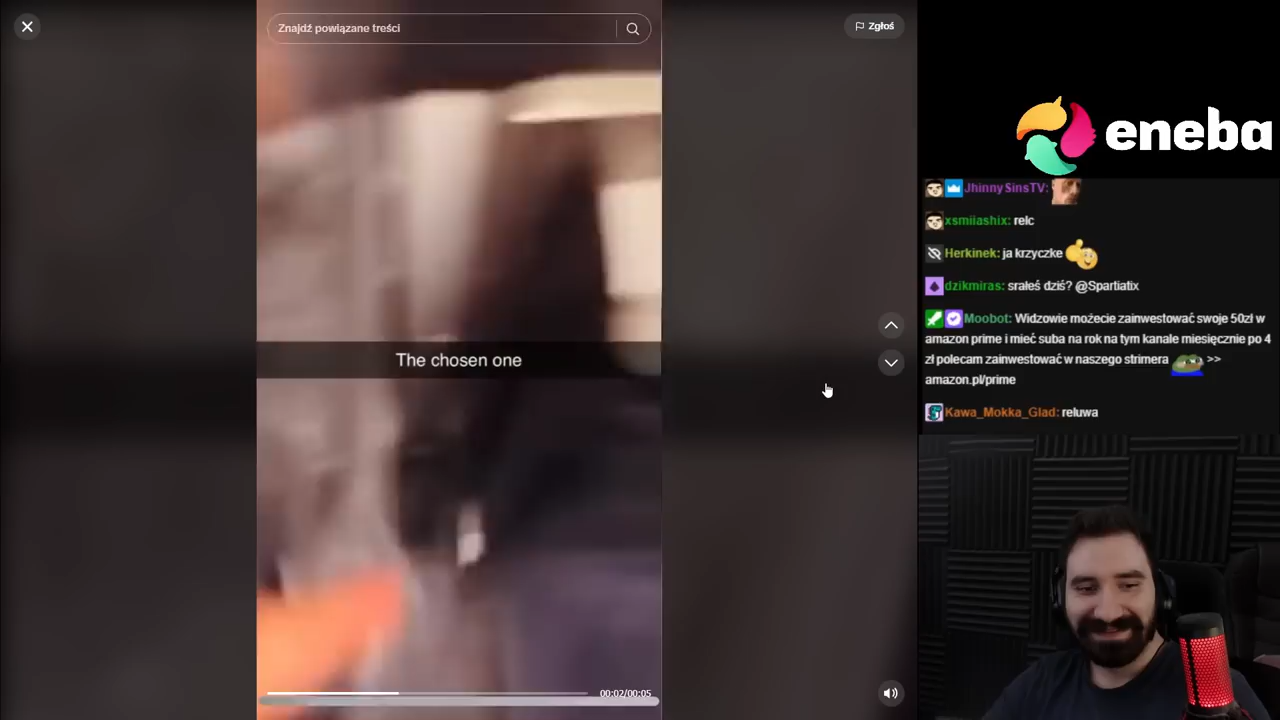 Znajdź powiązane treści
Zgłoś
The chosen one
00:02/00:05
eneba
JhinnySinsTV:
xsmiiashix: relc
Herkinek: ja krzyczke
dzikmiras: srałeś dziś? @Spartiatix
Moobot: Widzowie możecie zainwestować swoje 50zł w
amazon prime i mieć suba na rok na tym kanale miesięcznie po 4
zł polecam zainwestować w naszego strimera >>
amazon.pl/prime
Kawa_Mokka_Glad: reluwa